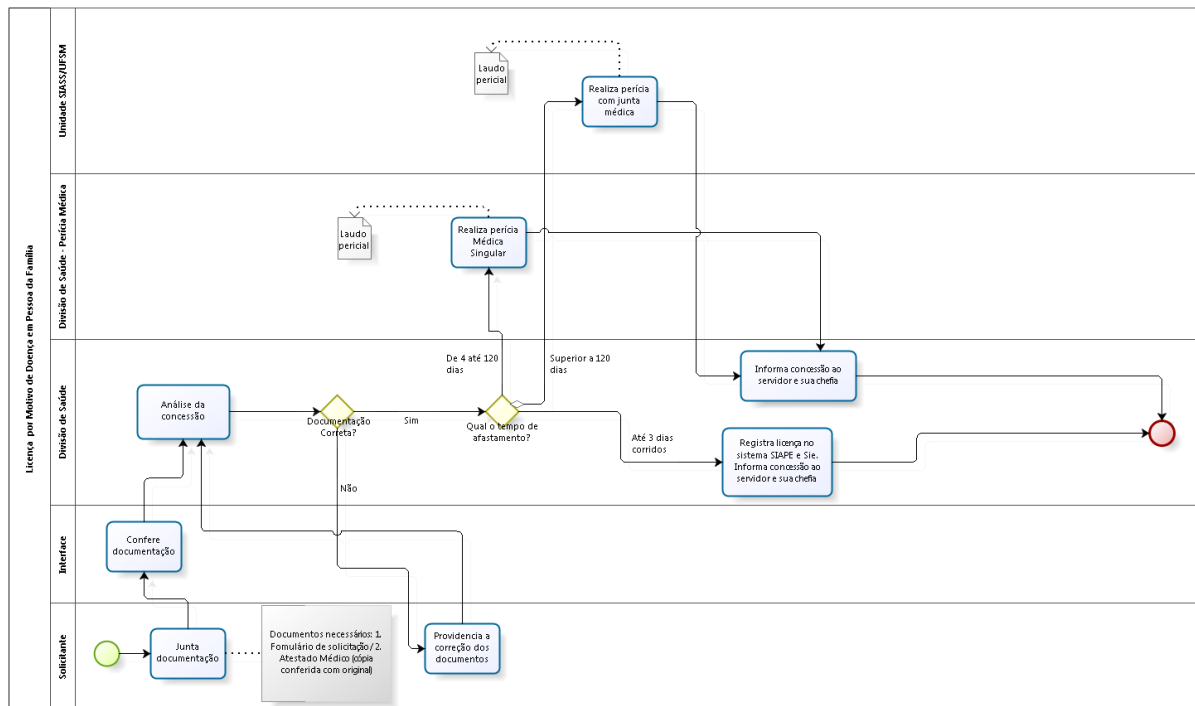 Licença por Motivo de Doença em Pessoa da Família
Unidade SIASS/UFSM
Laudo
pericial
Realiza perícia
com junta
médica
Divisão de Saúde - Perícia Médica
Laudo
pericial
Realiza perícia
Médica
Singular
Divisão de Saúde
De 4 até 120
dias
Superior a 120
dias
Informa concessão ao
servidor e sua chefia
Análise da
concessão
Documentação
Correta?
Sim
Qual o tempo de
afastamento?
Até 3 dias
corridos
Registra licença no
sistema SIAPE e Sie.
Informa concessão ao
servidor e sua chefia
Não
Interface
Confere
documentação
Solicitante
Junta
documentação
Documentos necessários: 1.
Fomulário de solicitação/ 2.
Atestado Médico (cópia
conferida com original)
Providencia a
correção dos
documentos